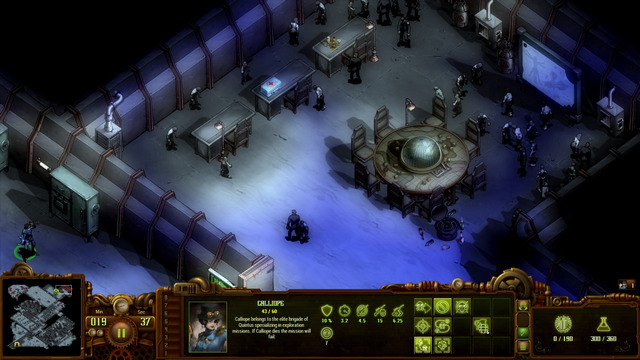 Min. Sec.
019 37
CALLIOPE
43 / 60
Calliope belongs to the elite brigade of
Quintus specializing in exploration
missions. If Calliope dies the mission will
fail.
10 % 3.2 4.5 15 6.25
7
0 / 190 300 / 360